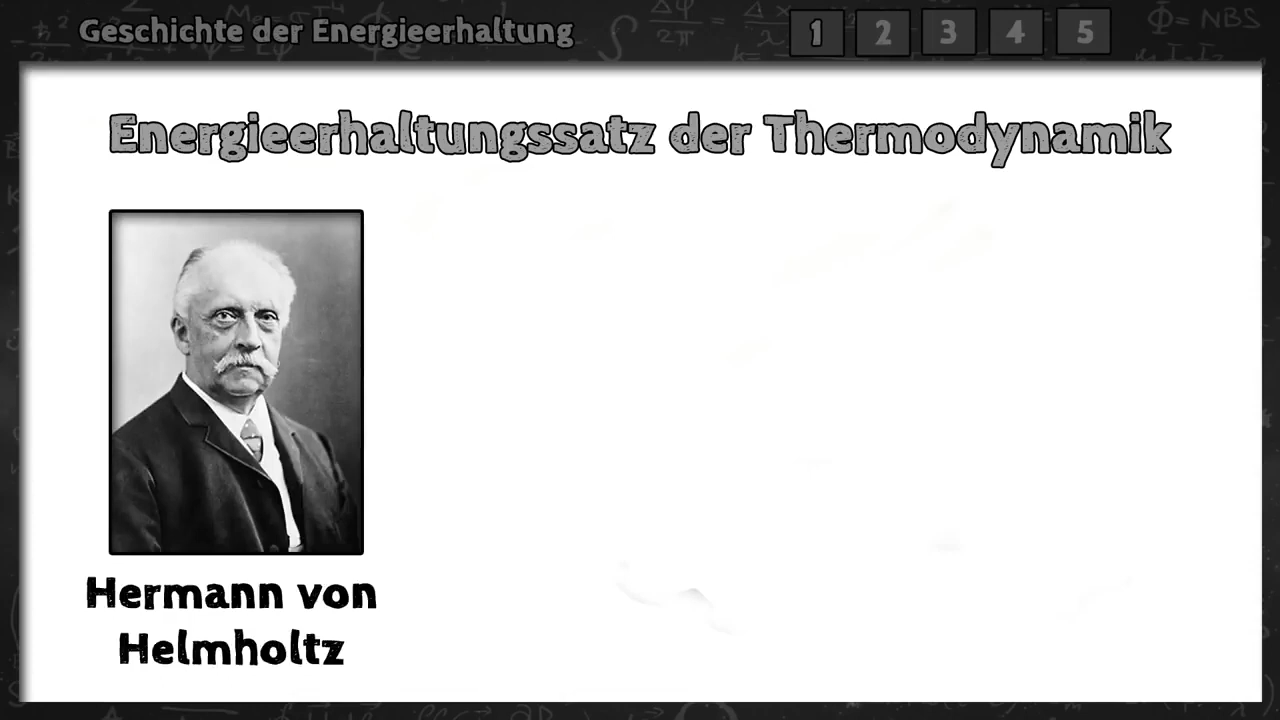 Geschichte der Energieerhaltung
1 2 3 4 5
Energieerhaltungssatz der Thermodynamik
Hermann von
Helmholtz